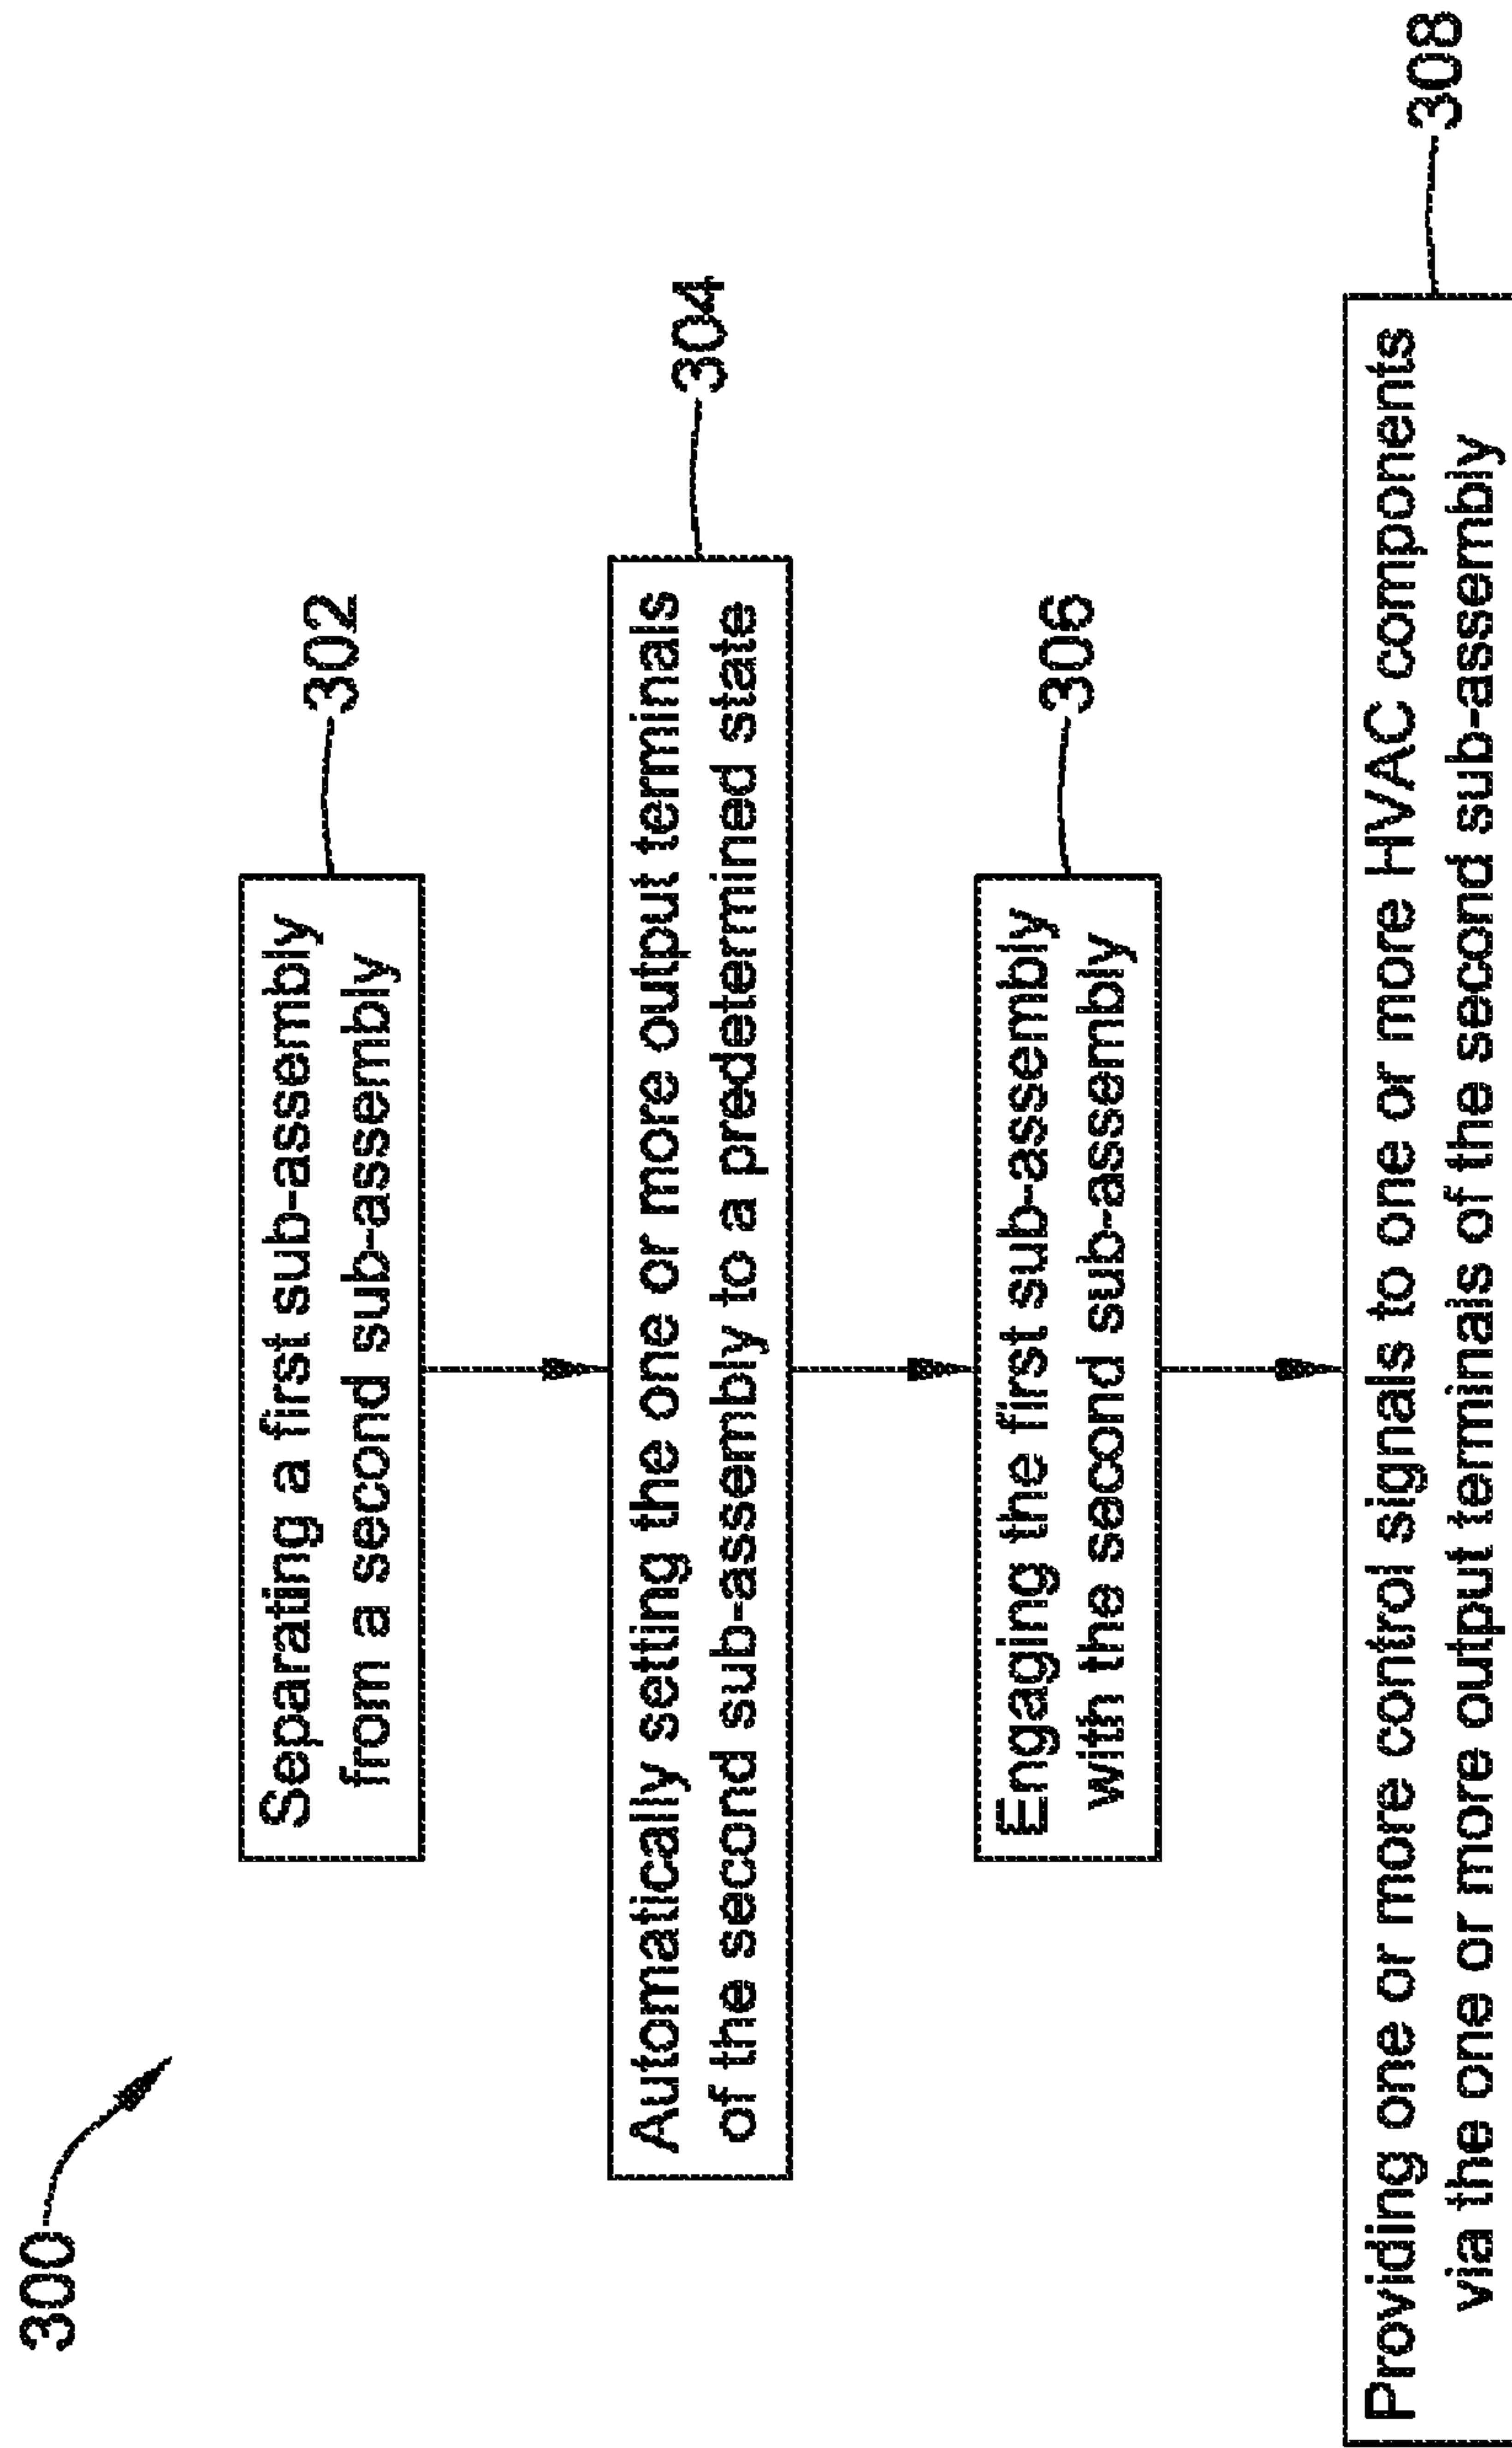 300
Separating a first sub-assembly
from a second sub-assembly
302
Automatically setting the one or more output terminals
of the second sub-assembly to a predetermined state
304
Engaging the first sub-assembly
with the second sub-assembly
306
Providing one or more control signals to one or more HVAC components
via the one or more output terminals of the second sub-assembly
308